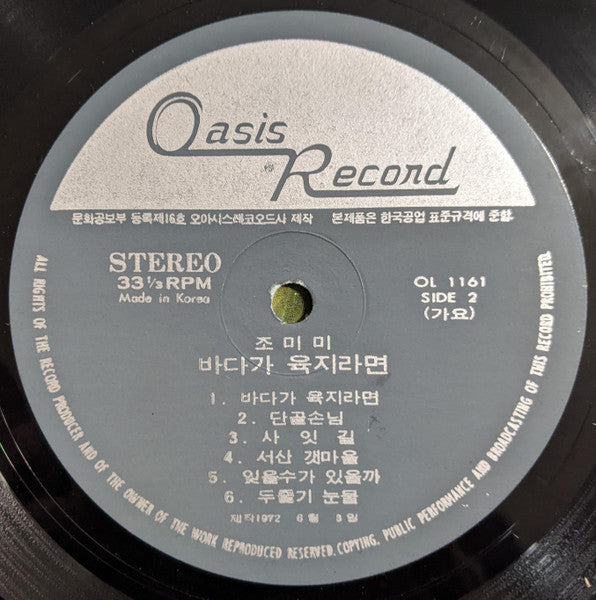 Oasis
Record
®
문화공보부 등록제16호 오아시스레코오드사 제작 본제품은 한국공업 표준규격에 준함.
STEREO
33⅓ RPM
Made in Korea
OL 1161
SIDE 2
(가요)
조 미 미
바다가 육지라면
1. 바다가 육지라면
2. 단골손님
3. 사 잇 길
4. 서산 갯마을
5. 잊을수가 있을까
6. 두줄기 눈물
제작1972 6월 8일
ALL RIGHTS OF THE RECORD PRODUCER AND OF THE OWNER OF THE WORK REPRODUCED RESERVED. COPYING, PUBLIC PERFORMANCE AND BROADCASTING OF THIS RECORD PROHIBITED.